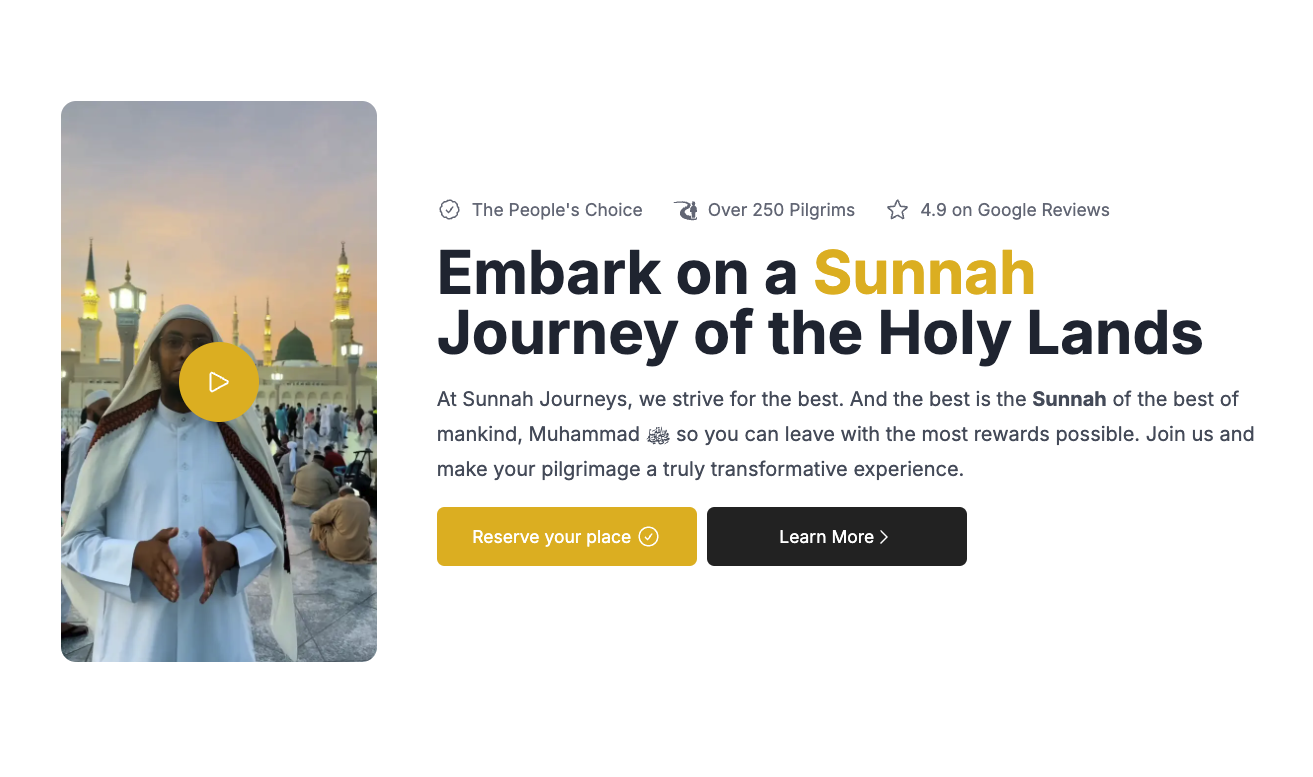 The People's Choice
Over 250 Pilgrims
4.9 on Google Reviews
Embark on a Sunnah
Journey of the Holy Lands
At Sunnah Journeys, we strive for the best. And the best is the Sunnah of the best of
mankind, Muhammad ﷺ so you can leave with the most rewards possible. Join us and
make your pilgrimage a truly transformative experience.
Reserve your place
Learn More